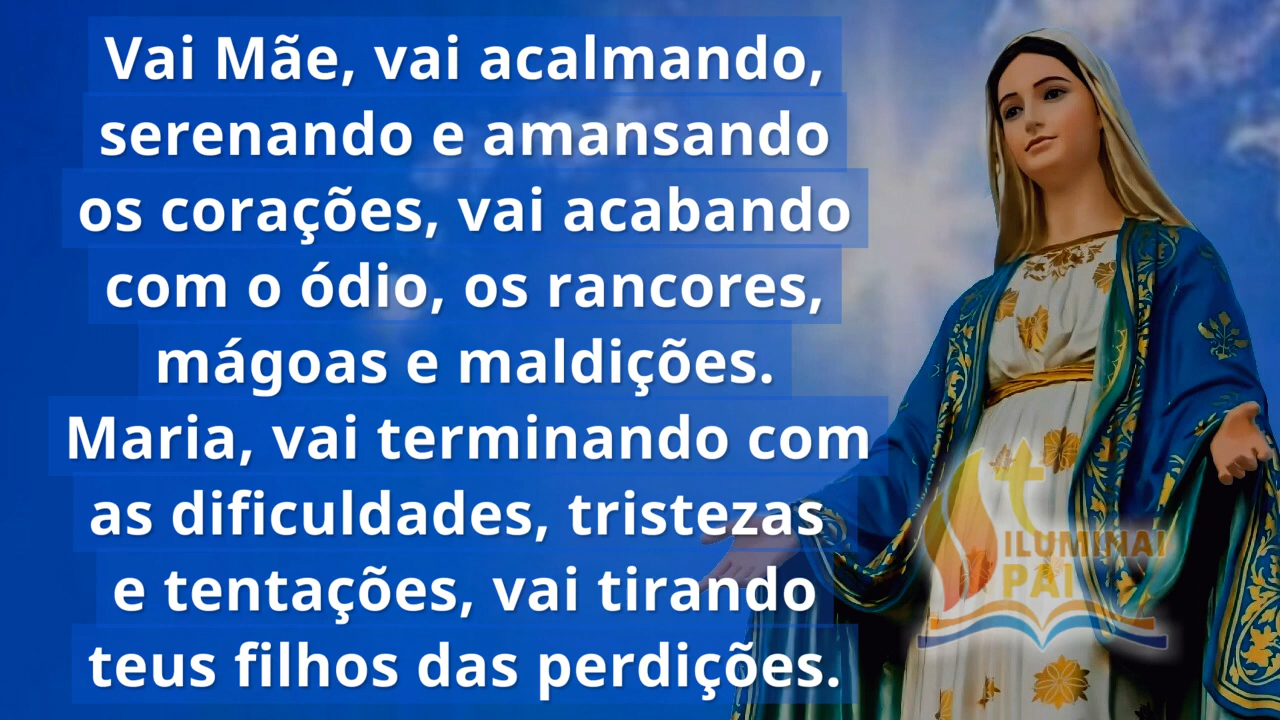 Vai Mãe, vai acalmando,
serenando e amansando
os corações, vai acabando
com o ódio, os rancores,
mágoas e maldições.
Maria, vai terminando com
as dificuldades, tristezas
e tentações, vai tirando
teus filhos das perdições.
ILUMINAI
PAI